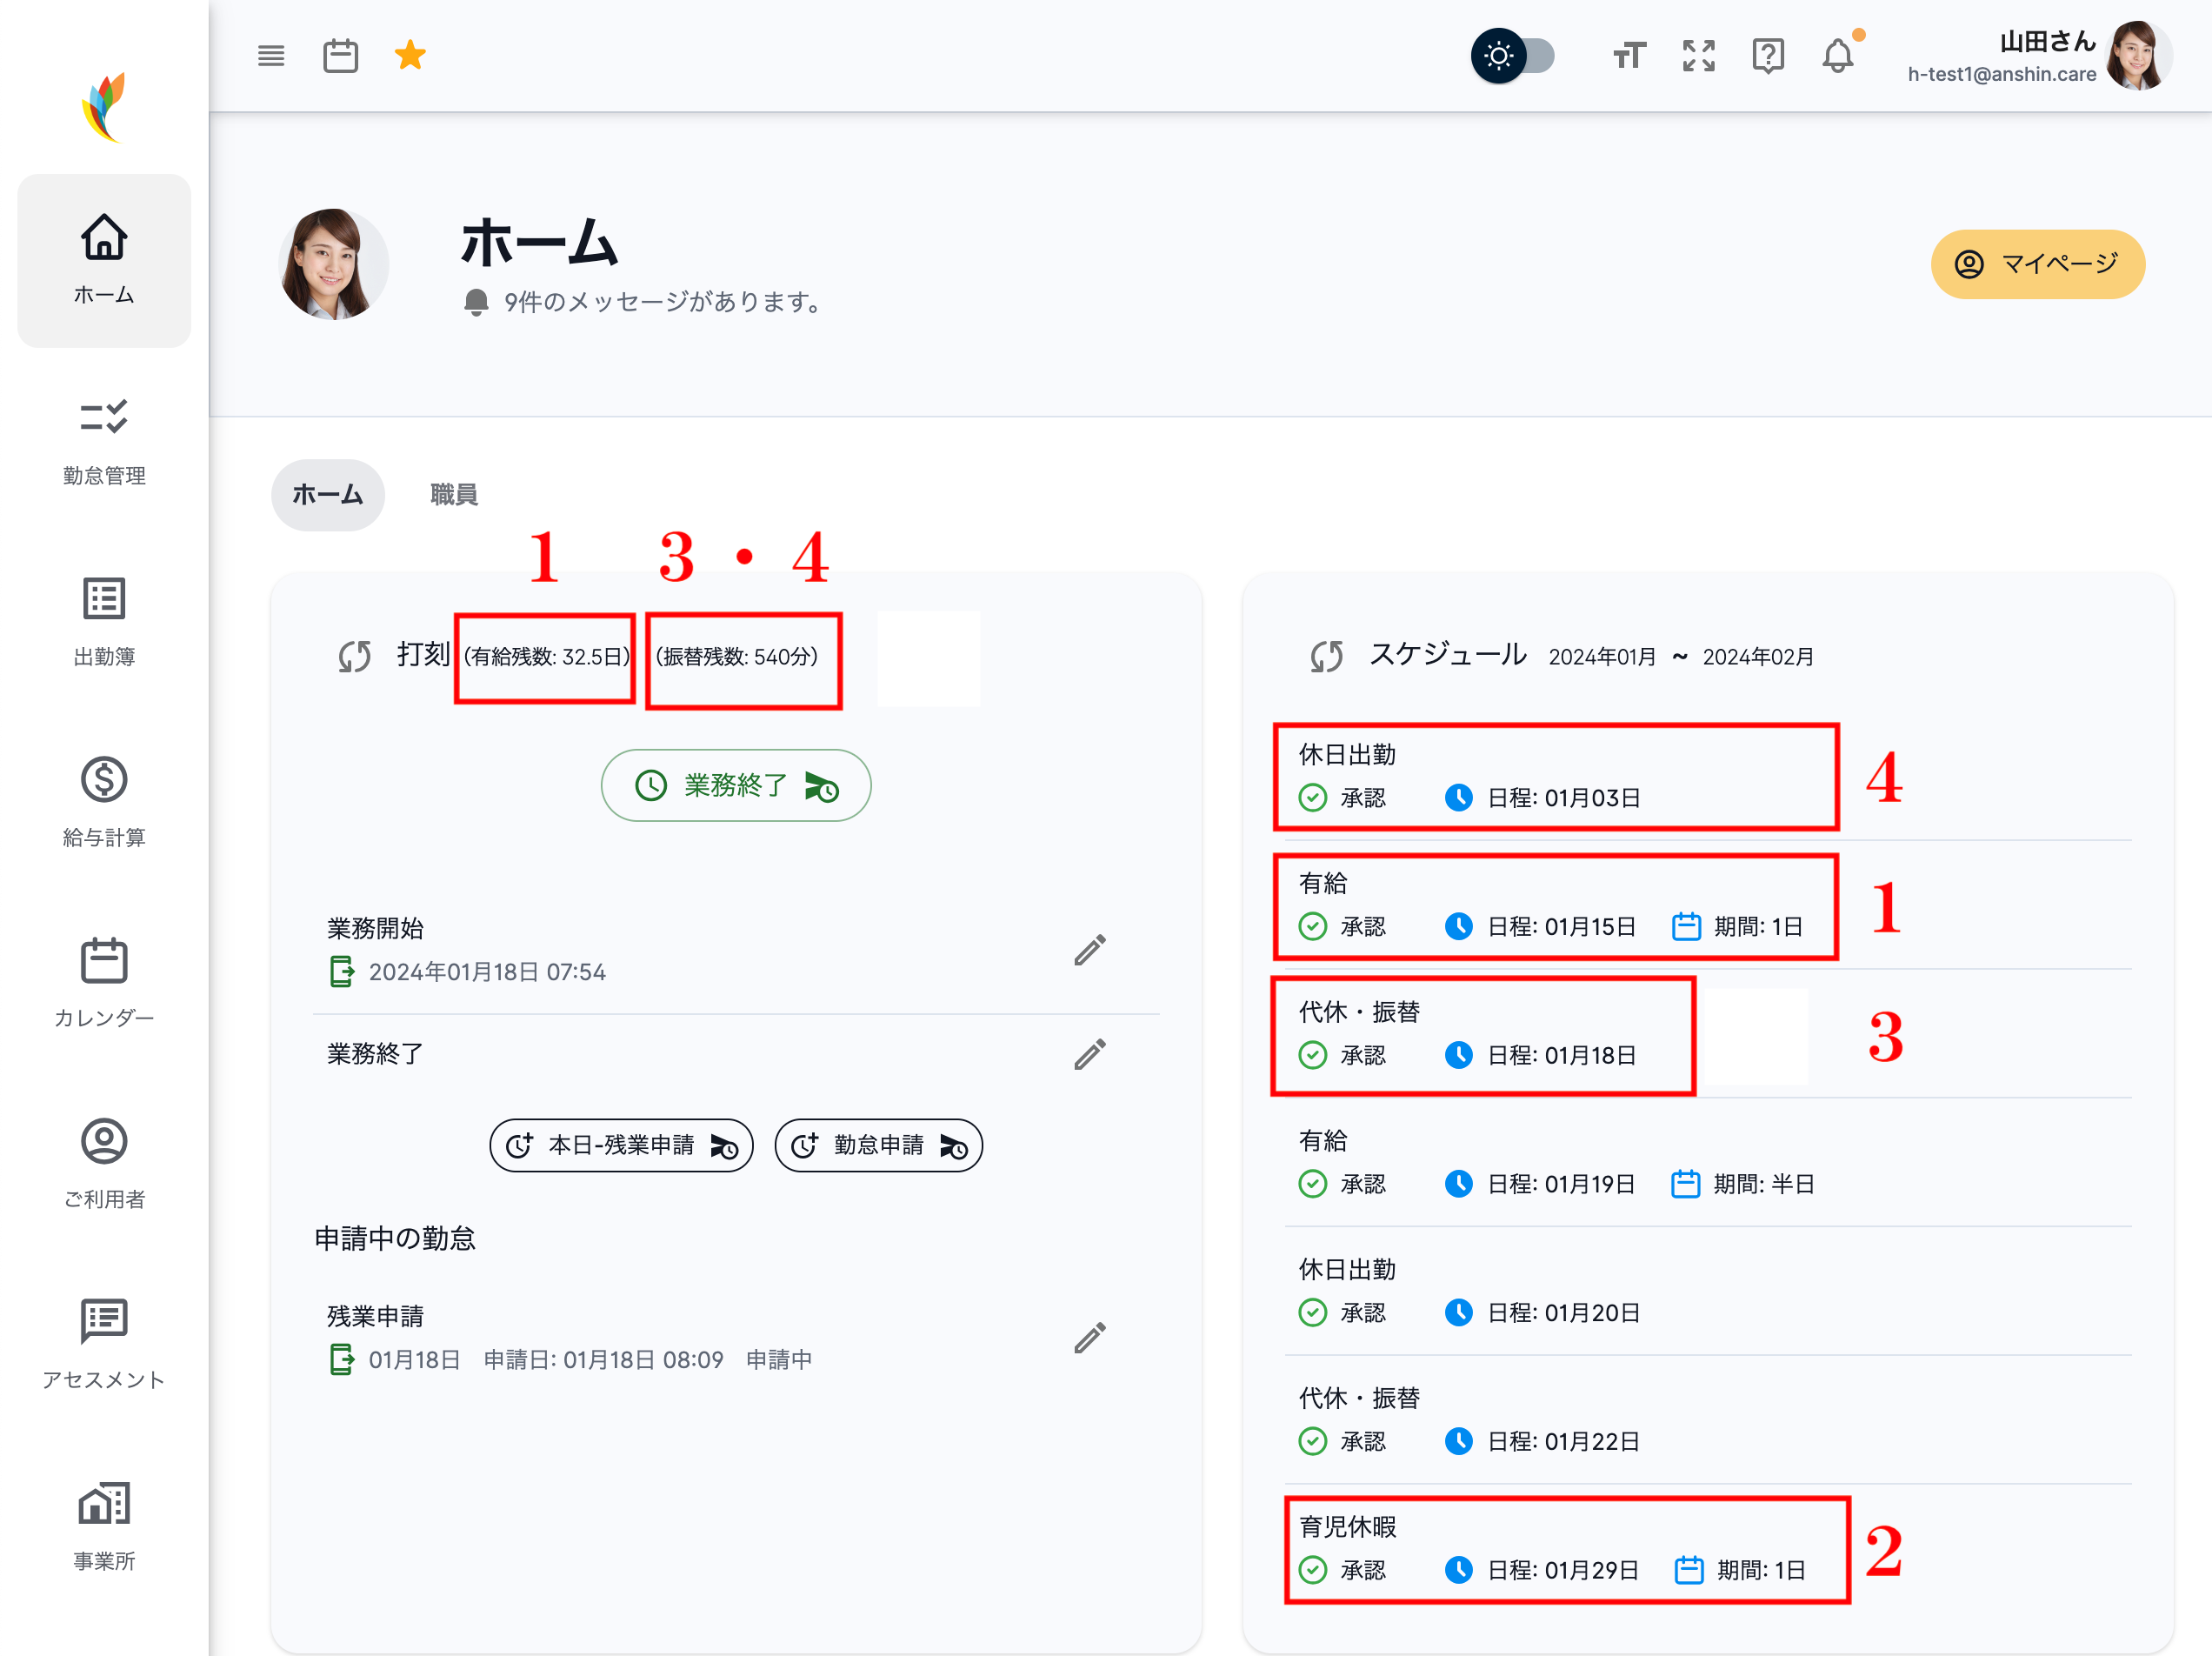 山田さん
h-test1@anshin.care
ホーム
勤怠管理
出勤簿
給与計算
カレンダー
ご利用者
アセスメント
事業所
ホーム
9件のメッセージがあります。
マイページ
ホーム 職員
1 3・4
打刻 (有給残数: 32.5日) (振替残数: 540分)
業務終了
業務開始
2024年01月18日 07:54
業務終了
本日-残業申請 勤怠申請
申請中の勤怠
残業申請
01月18日 申請日: 01月18日 08:09 申請中
スケジュール 2024年01月 ~ 2024年02月
休日出勤
承認 日程: 01月03日
4
有給
承認 日程: 01月15日 期間: 1日
1
代休・振替
承認 日程: 01月18日
3
有給
承認 日程: 01月19日 期間: 半日
休日出勤
承認 日程: 01月20日
代休・振替
承認 日程: 01月22日
育児休暇
承認 日程: 01月29日 期間: 1日
2